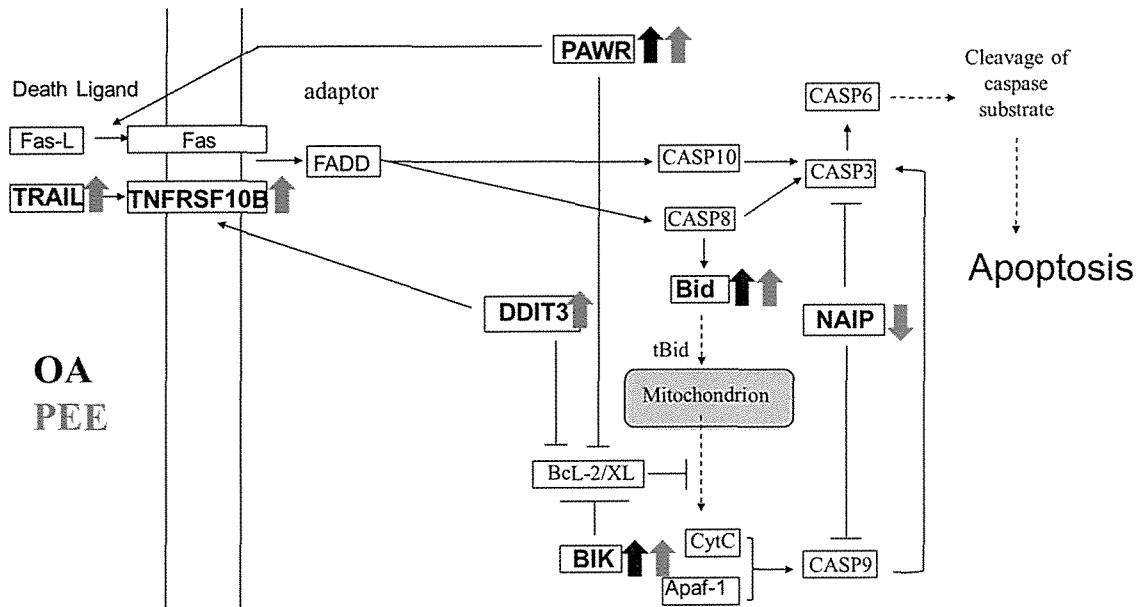 PAWR
Death Ligand
adaptor
Cleavage of
caspase
substrate
CASP6
Fas-L
Fas
FADD
CASP10
CASP3
TRAIL
TNFRSF10B
CASP8
Apoptosis
Bid
DDIT3
NAIP
tBid
OA
PEE
Mitochondrion
BcL-2/XL
CytC
BIK
CASP9
Apaf-1